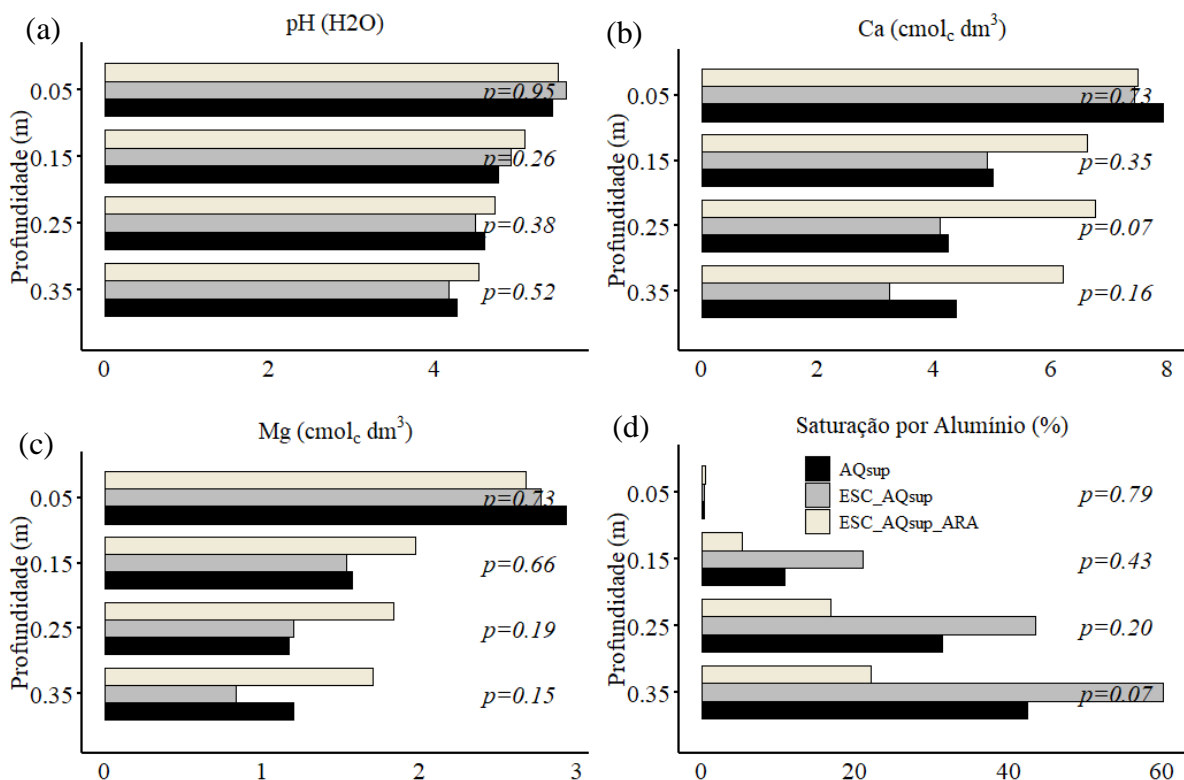 (a)
pH (H2O)
Profundidade (m)
0.05
p=0.95
0.15
p=0.26
0.25
p=0.38
0.35
p=0.52
0 2 4
(b)
Ca (cmolc dm³)
Profundidade (m)
0.05
p=0.73
0.15
p=0.35
0.25
p=0.07
0.35
p=0.16
0 2 4 6 8
(c)
Mg (cmolc dm³)
Profundidade (m)
0.05
p=0.73
0.15
p=0.66
0.25
p=0.19
0.35
p=0.15
0 1 2 3
(d)
Saturação por Alumínio (%)
AQsup
ESC_AQsup
ESC_AQsup_ARA
Profundidade (m)
0.05
p=0.79
0.15
p=0.43
0.25
p=0.20
0.35
p=0.07
0 20 40 60